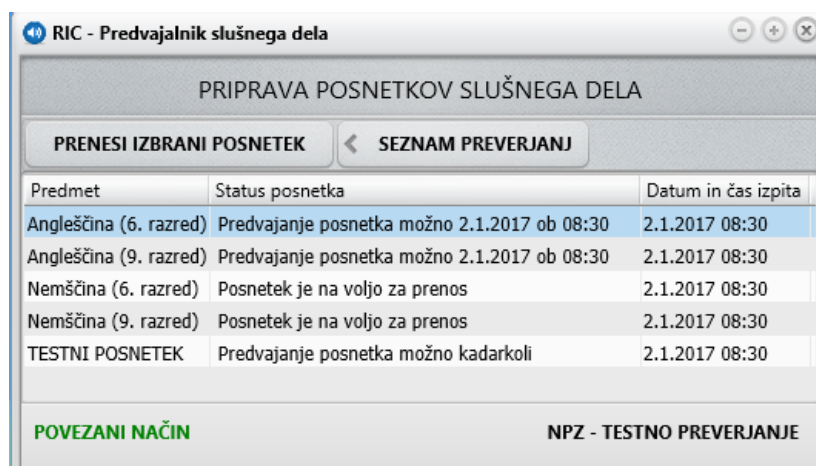 RIC - Predvajalnik slušnega dela
PRIPRAVA POSNETKOV SLUŠNEGA DELA
PRENESI IZBRANI POSNETEK SEZNAM PREVERJANJ
Predmet Status posnetka Datum in čas izpita
Angleščina (6. razred) Predvajanje posnetka možno 2.1.2017 ob 08:30 2.1.2017 08:30
Angleščina (9. razred) Predvajanje posnetka možno 2.1.2017 ob 08:30 2.1.2017 08:30
Nemščina (6. razred) Posnetek je na voljo za prenos 2.1.2017 08:30
Nemščina (9. razred) Posnetek je na voljo za prenos 2.1.2017 08:30
TESTNI POSNETEK Predvajanje posnetka možno kadarkoli 2.1.2017 08:30
POVEZANI NAČIN NPZ - TESTNO PREVERJANJE